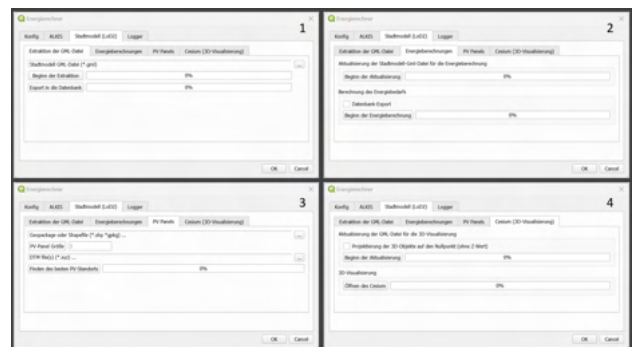 Energierechner
1
Konfig ALKIS Stadtmodell (LoD2) Logger
Extraktion der GML-Datei Energieberechnungen PV Panels Cesium (3D-Visualisierung)
Stadtmodell GML-Datei (*.gml)
...
Beginn der Extraktion 0%
Export in die Datenbank 0%
OK Cancel
Energierechner
2
Konfig ALKIS Stadtmodell (LoD2) Logger
Extraktion der GML-Datei Energieberechnungen PV Panels Cesium (3D-Visualisierung)
Aktualisierung der Stadtmodell-Gml-Datei für die Energieberechnung
Beginn der Aktualisierung 0%
Berechnung des Energiebedarfs
Datenbank-Export
Beginn der Energieberechnung 0%
OK Cancel
Energierechner
3
Konfig ALKIS Stadtmodell (LoD2) Logger
Extraktion der GML-Datei Energieberechnungen PV Panels Cesium (3D-Visualisierung)
Geopackage oder Shapefile (*.shp *gpkg) ...
...
PV-Panel Größe
DTM file(s) (*.xyz) ...
...
Finden des besten PV-Standorts 0%
OK Cancel
Energierechner
4
Konfig ALKIS Stadtmodell (LoD2) Logger
Extraktion der GML-Datei Energieberechnungen PV Panels Cesium (3D-Visualisierung)
Aktualisierung der GML-Datei für die 3D-Visualisierung
Projektierung der 3D-Objekte auf den Nullpunkt (ohne Z-Wert)
Beginn der Aktualisierung 0%
3D-Visualisierung
Öffnen des Cesium 0%
OK Cancel